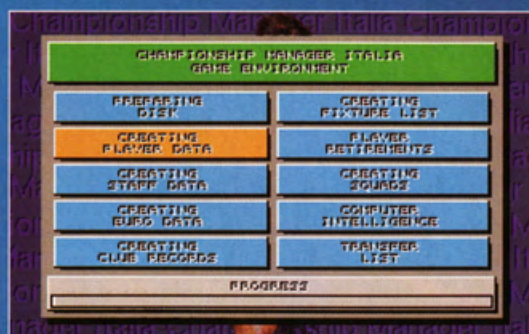 CHAMPIONSHIP MANAGER ITALIA
GAME ENVIRONMENT
PREPARING
DISK
CREATING
FIXTURE LIST
CREATING
PLAYER DATA
PLAYER
RETIREMENTS
CREATING
STAFF DATA
CREATING
SQUADS
CREATING
EURO DATA
COMPUTER
INTELLIGENCE
CREATING
CLUB RECORDS
TRANSFER
LIST
PROGRESS